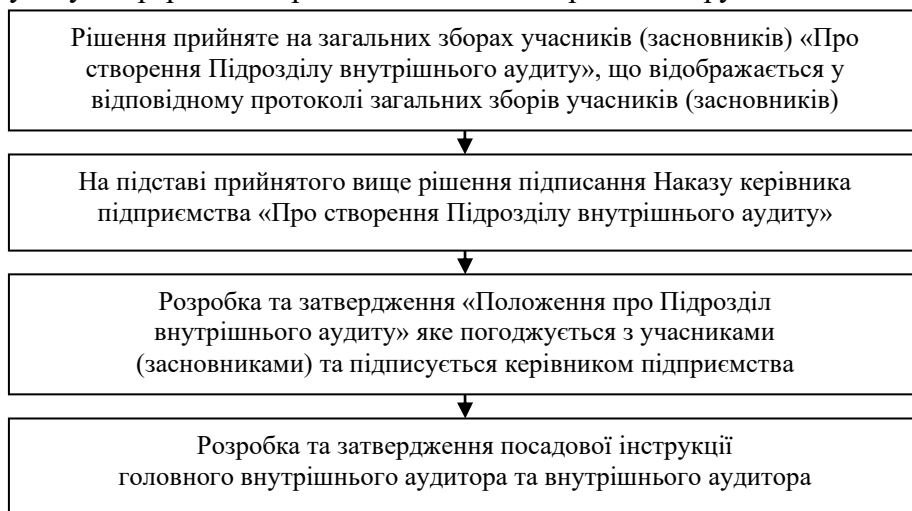 Рішення прийняте на загальних зборах учасників (засновників) «Про
створення Підрозділу внутрішнього аудиту», що відображається у
відповідному протоколі загальних зборів учасників (засновників)
На підставі прийнятого вище рішення підписання Наказу керівника
підприємства «Про створення Підрозділу внутрішнього аудиту»
Розробка та затвердження «Положення про Підрозділ
внутрішнього аудиту» яке погоджується з учасниками
(засновниками) та підписується керівником підприємства
Розробка та затвердження посадової інструкції
головного внутрішнього аудитора та внутрішнього аудитора